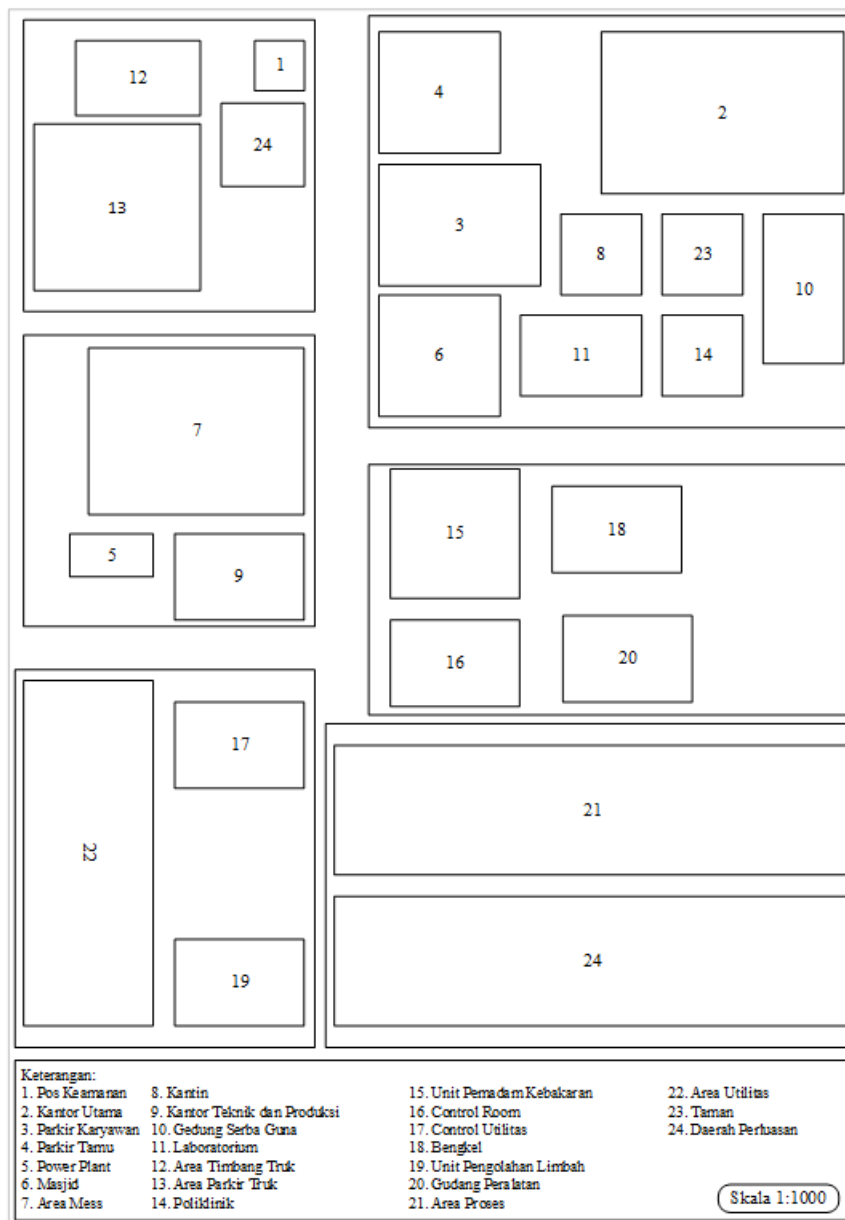 12
1
24
13
4
2
3
8
23
10
6
11
14
7
5
9
15
18
16
20
22
17
19
21
24
Keterangan:
1. Pos Keamanan
2. Kantor Utama
3. Parkir Karyawan
4. Parkir Tamu
5. Power Plant
6. Masjid
7. Area Mess
8. Kantin
9. Kantor Teknik dan Produksi
10. Gedung Serba Guna
11. Laboratorium
12. Area Timbang Truk
13. Area Parkir Truk
14. Poliklinik
15. Unit Pemadam Kebakaran
16. Control Room
17. Control Utilitas
18. Bengkel
19. Unit Pengolahan Limbah
20. Gudang Peralatan
21. Area Proses
22. Area Utilitas
23. Taman
24. Daerah Perluasan
Skala 1:1000